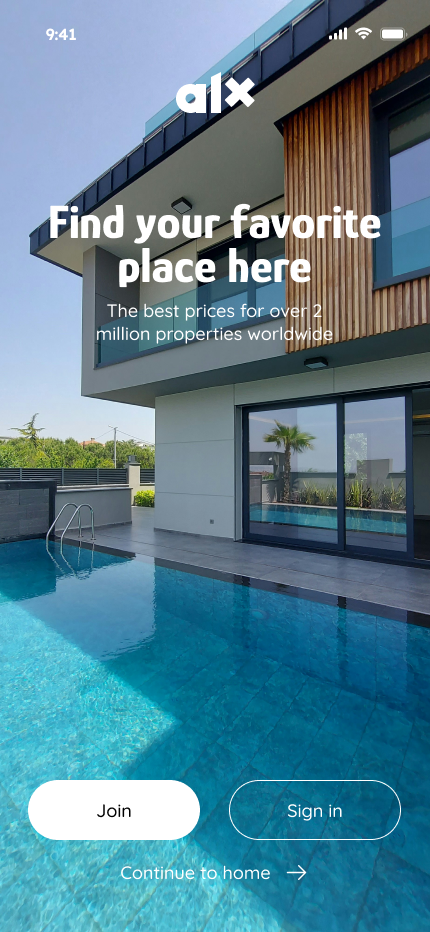 9:41
alx
Find your favorite
place here
The best prices for over 2
million properties worldwide
Join
Sign in
Continue to home